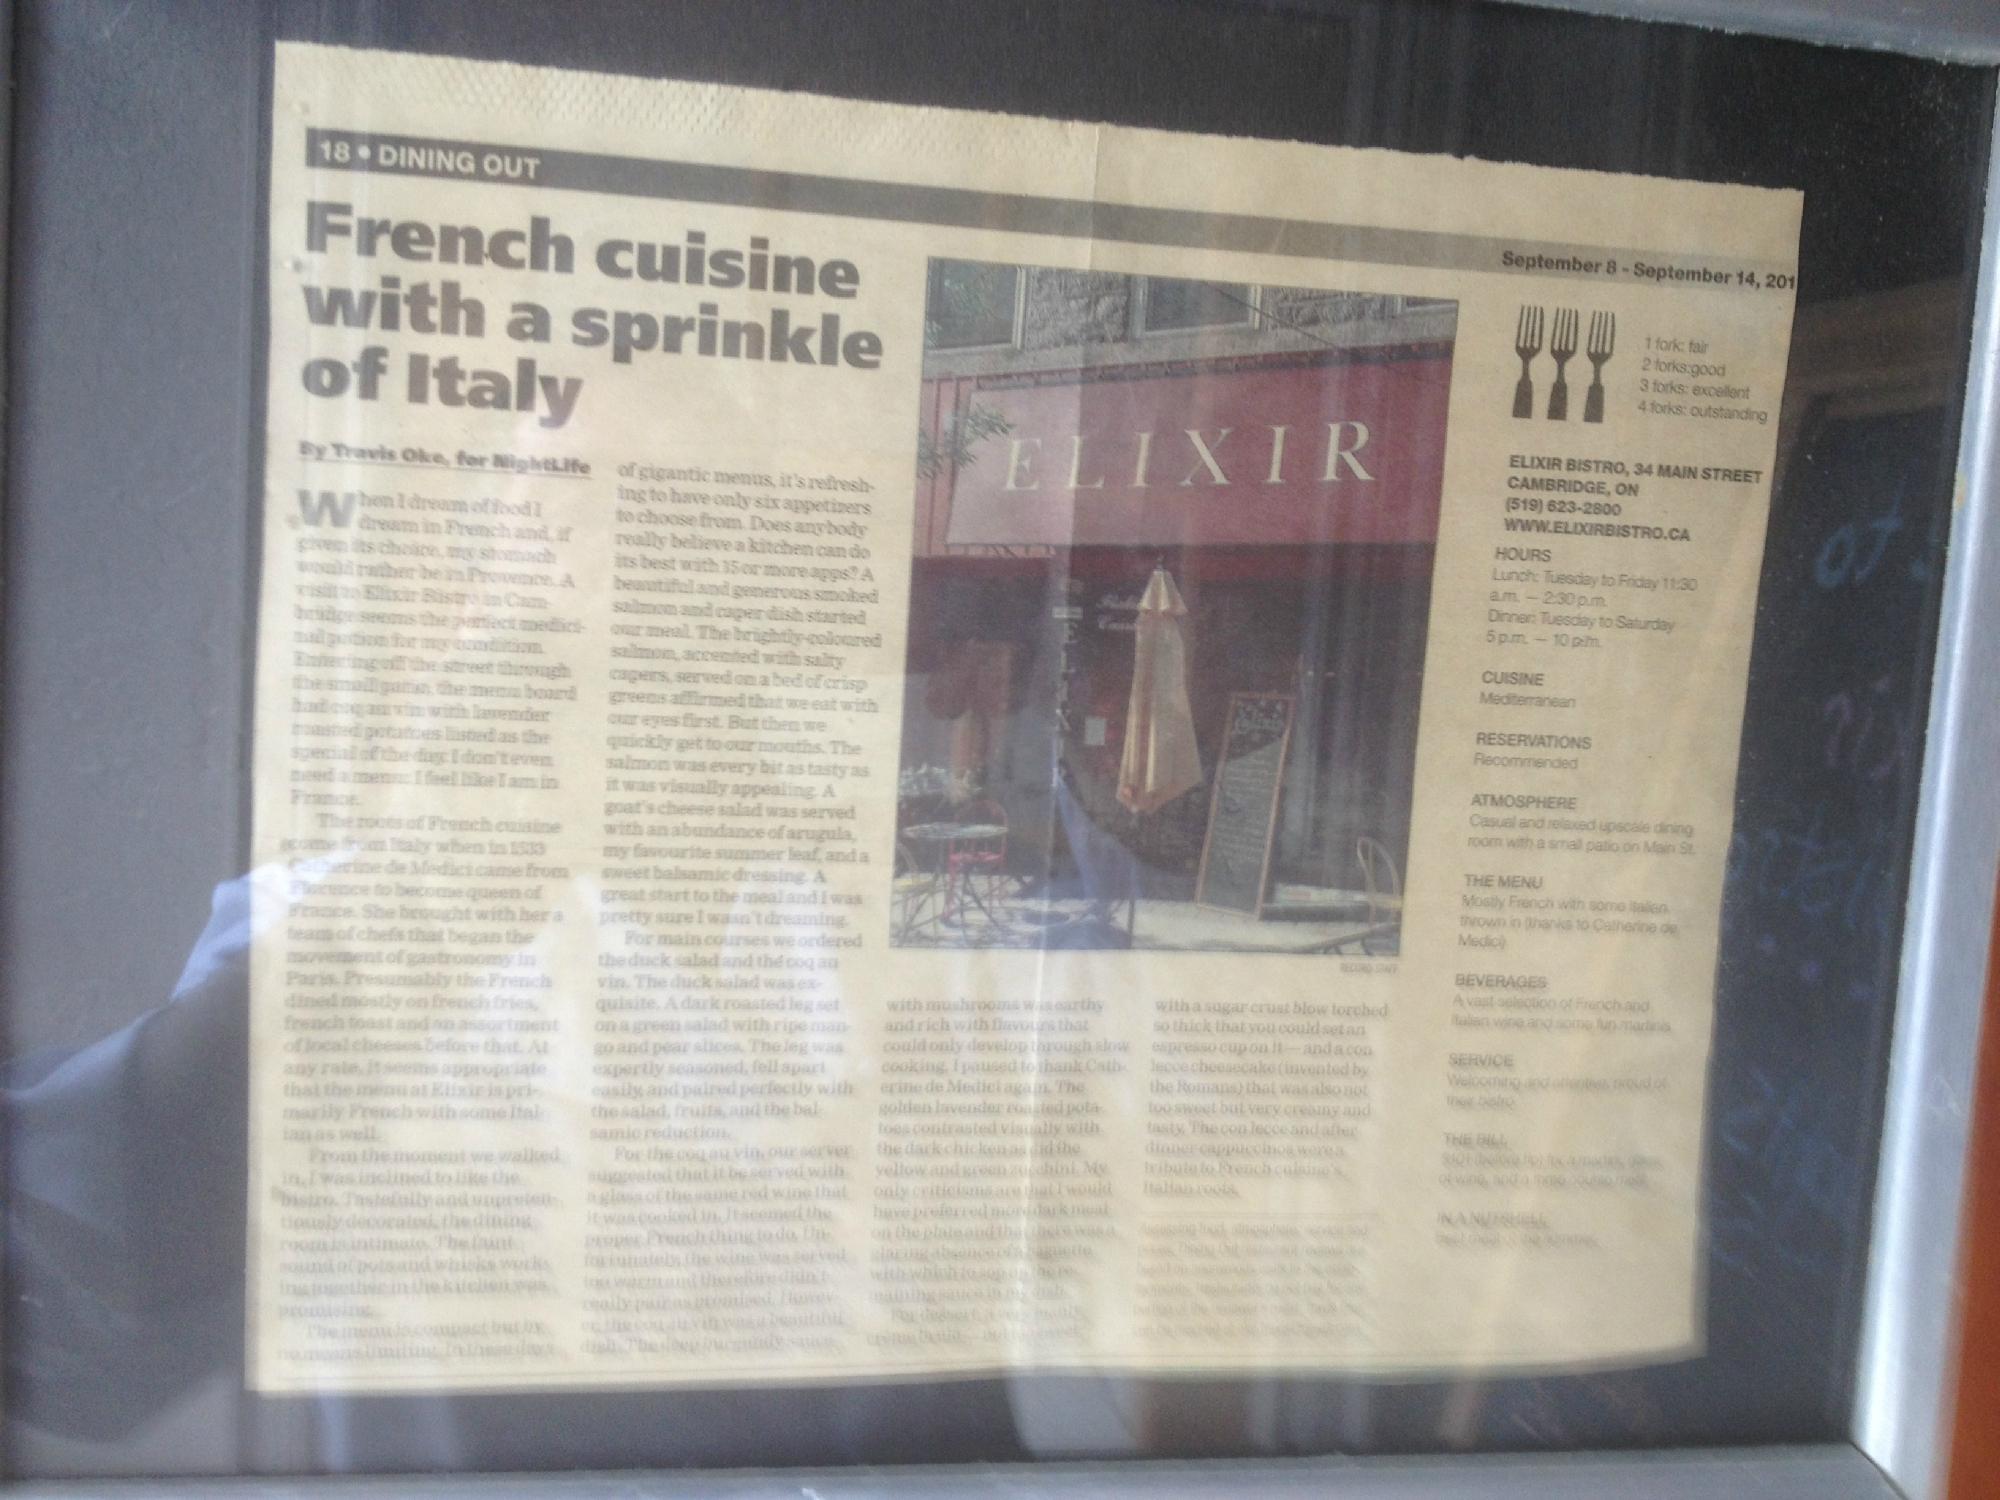 18 • DINING OUT
September 8 - September 14, 201
French cuisine
with a sprinkle
of Italy
By Travis Oke, for NightLife
When I dream of food I
dream in French and, if
given its choice, my stomach
would rather be in Provence. A
visit to Elixir Bistro in Cam-
bridge seems the perfect medici-
nal potion for my condition.
Entering off the street through
the small patio, the menu board
had coq au vin with lavender
roasted potatoes listed as the
special of the day. I don't even
need a menu: I feel like I am in
France.
The roots of French cuisine
come from Italy when in 1533
Catherine de Medici came from
Florence to become queen of
France. She brought with her a
team of chefs that began the
movement of gastronomy in
Paris. Presumably the French
dined mostly on french fries,
french toast and an assortment
of local cheeses before that. At
any rate, it seems appropriate
that the menu at Elixir is pri-
marily French with some Ital-
ian as well.
From the moment we walked
in, I was inclined to like the
bistro. Tastefully and unpreten-
tiously decorated, the dining
room is intimate. The faint
sound of pots and whisks work-
ing together in the kitchen was
promising.
The menu is compact but by
no means limiting. In these days
of gigantic menus, it's refresh-
ing to have only six appetizers
to choose from. Does anybody
really believe a kitchen can do
its best with 15 or more apps? A
beautiful and generous smoked
salmon and caper dish started
our meal. The brightly-coloured
salmon, accented with salty
capers, served on a bed of crisp
greens affirmed that we eat with
our eyes first. But then we
quickly get to our mouths. The
salmon was every bit as tasty as
it was visually appealing. A
goat's cheese salad was served
with an abundance of arugula,
my favourite summer leaf, and a
sweet balsamic dressing. A
great start to the meal and I was
pretty sure I wasn't dreaming.
For main courses we ordered
the duck salad and the coq au
vin. The duck salad was ex-
quisite. A dark roasted leg set
on a green salad with ripe man-
go and pear slices. The leg was
expertly seasoned, fell apart
easily, and paired perfectly with
the salad, fruits, and the bal-
samic reduction.
For the coq au vin, our server
suggested that it be served with
a glass of the same red wine that
it was cooked in. It seemed the
proper French thing to do. Un-
fortunately, the wine was served
too warm and therefore didn't
really pair as promised. Howev-
er, the coq au vin was a beautiful
dish. The deep burgundy sauce
ELIXIR
ELIXIR
RECORD STAFF
with mushrooms was earthy
and rich with flavours that
could only develop through slow
cooking. I paused to thank Cath-
erine de Medici again. The
golden lavender roasted pota-
toes contrasted visually with
the dark chicken as did the
yellow and green zucchini. My
only criticisms are that I would
have preferred more dark meat
on the plate and that there was a
glaring absence of a baguette
with which to sop up the re-
maining sauce in my dish.
For dessert, a very manly
crème brûlé — not too sweet
with a sugar crust blow torched
so thick that you could set an
espresso cup on it — and a con
lecce cheesecake (invented by
the Romans) that was also not
too sweet but very creamy and
tasty. The con lecce and after
dinner cappuccinos were a
tribute to French cuisine's
Italian roots.
Assessing food, atmosphere, service and
1 fork: fair
2 forks:good
3 forks: excellent
4 forks: outstanding
ELIXIR BISTRO, 34 MAIN STREET
CAMBRIDGE, ON
(519) 623-2800
WWW.ELIXIRBISTRO.CA
HOURS
Lunch: Tuesday to Friday 11:30
a.m. — 2:30 p.m.
Dinner: Tuesday to Saturday
5 p.m. — 10 p.m.
CUISINE
Mediterranean
RESERVATIONS
Recommended
ATMOSPHERE
Casual and relaxed upscale dining
room with a small patio on Main St.
THE MENU
Mostly French with some Italian
thrown in (thanks to Catherine de
Medici)
BEVERAGES
A vast selection of French and
Italian wine and some fun martinis
SERVICE
Welcoming and attentive, proud of
their bistro.
THE BILL
of wine, and a three course meal.
IN A NUTSHELL